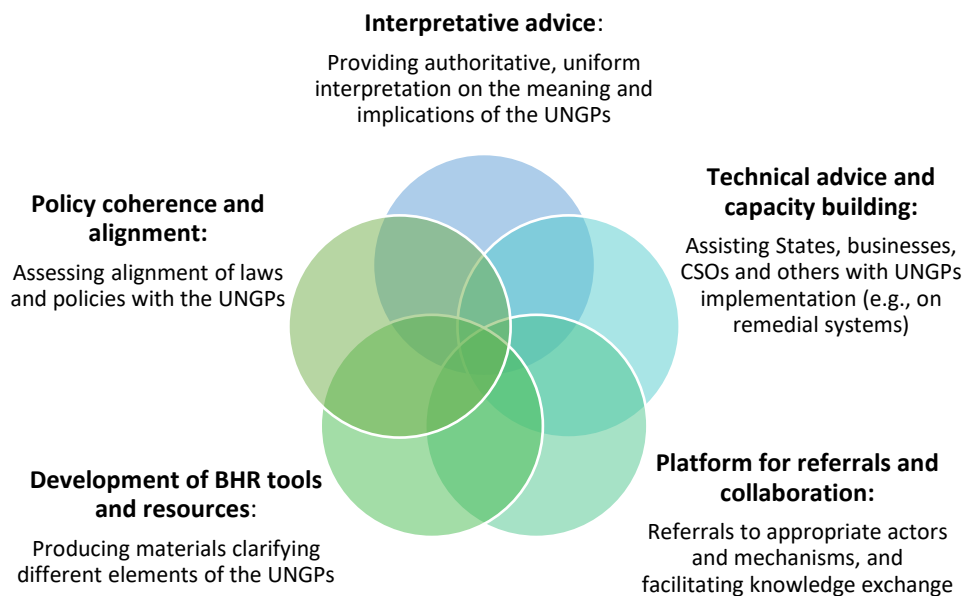 Interpretative advice:
Providing authoritative, uniform
interpretation on the meaning and
implications of the UNGPs
Technical advice and
capacity building:
Assisting States, businesses,
CSOs and others with UNGPs
implementation (e.g., on
remedial systems)
Platform for referrals and
collaboration:
Referrals to appropriate actors
and mechanisms, and
facilitating knowledge exchange
Development of BHR tools
and resources:
Producing materials clarifying
different elements of the UNGPs
Policy coherence and
alignment:
Assessing alignment of laws
and policies with the UNGPs